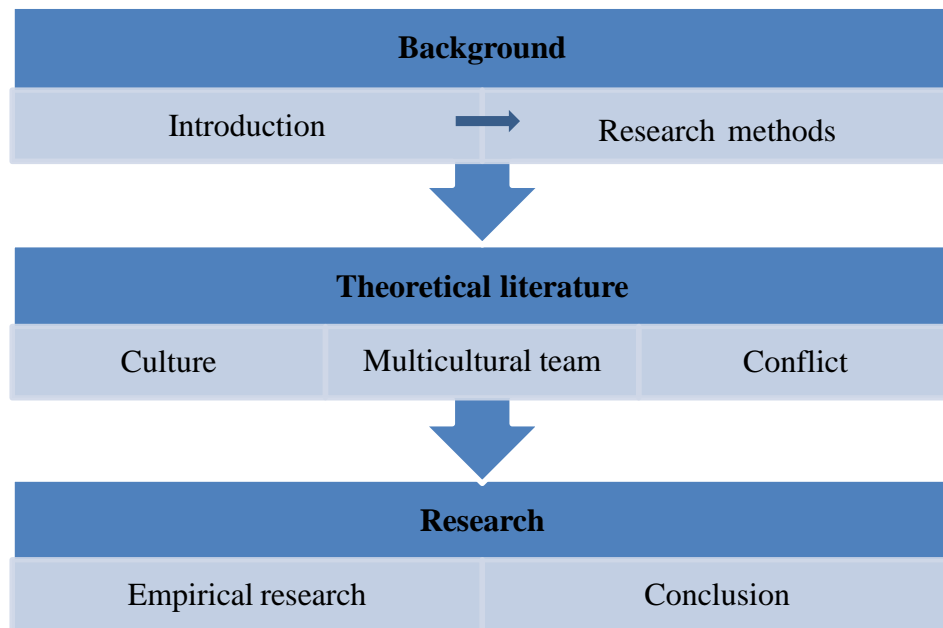 Background
Introduction
Research methods
Theoretical literature
Culture
Multicultural team
Conflict
Research
Empirical research
Conclusion